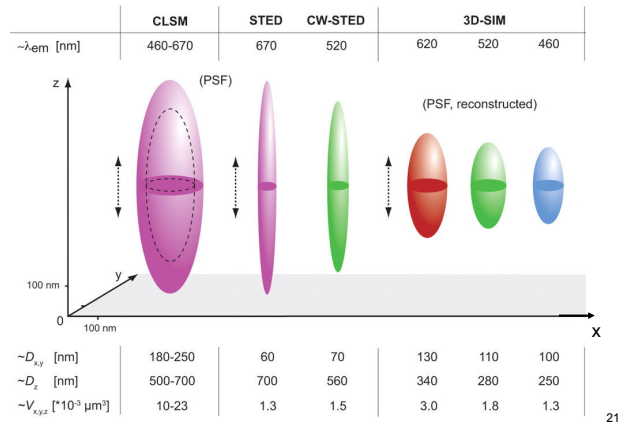 CLSM STED CW-STED 3D-SIM
~λem [nm] 460-670 670 520 620 520 460
z
(PSF)
(PSF, reconstructed)
y
100 nm
0
100 nm
x
~Dx,y [nm] 180-250 60 70 130 110 100
~Dz [nm] 500-700 700 560 340 280 250
~Vx,y,z [*10⁻³ µm³] 10-23 1.3 1.5 3.0 1.8 1.3
21